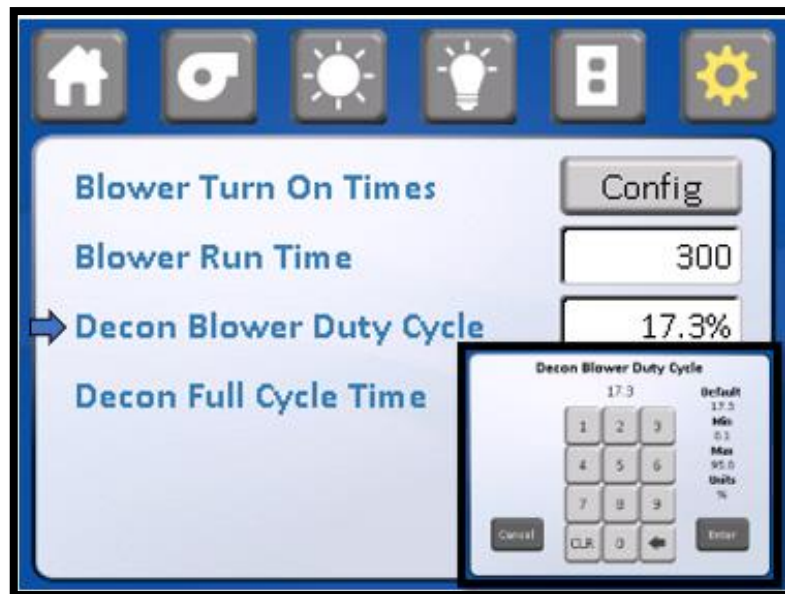 Blower Turn On Times
Config
Blower Run Time
300
Decon Blower Duty Cycle
17.3%
Decon Full Cycle Time
Decon Blower Duty Cycle
17.3
Default
17.3
Min
0.1
Max
95.0
Units
%
1 2 3
4 5 6
7 8 9
CLR 0
Cancel
Enter